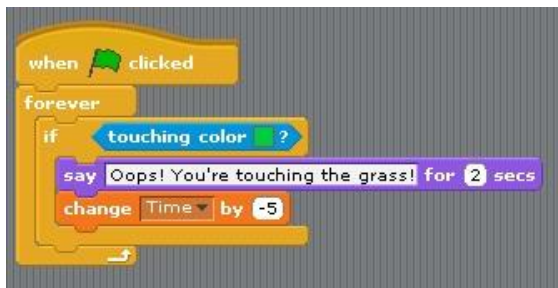 when clicked
forever
if touching color ?
say Oops! You're touching the grass! for 2 secs
change Time by -5